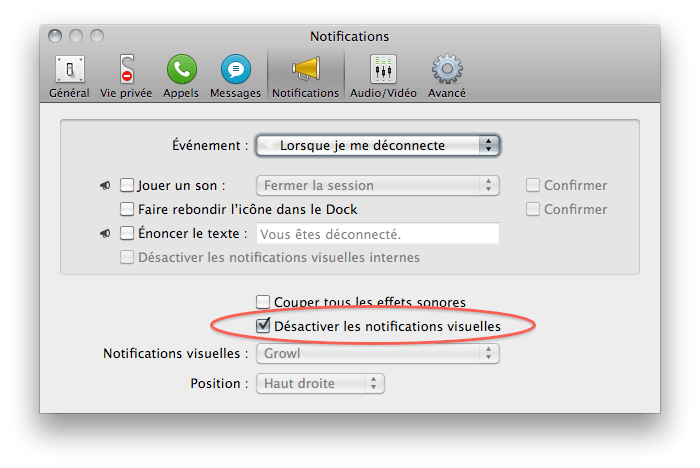 Notifications
Général Vie privée Appels Messages Notifications Audio/Vidéo Avancé
Événement : Lorsque je me déconnecte
Jouer un son : Fermer la session Confirmer
Faire rebondir l'icône dans le Dock Confirmer
Énoncer le texte : Vous êtes déconnecté.
Désactiver les notifications visuelles internes
Couper tous les effets sonores
Désactiver les notifications visuelles
Notifications visuelles : Growl
Position : Haut droite